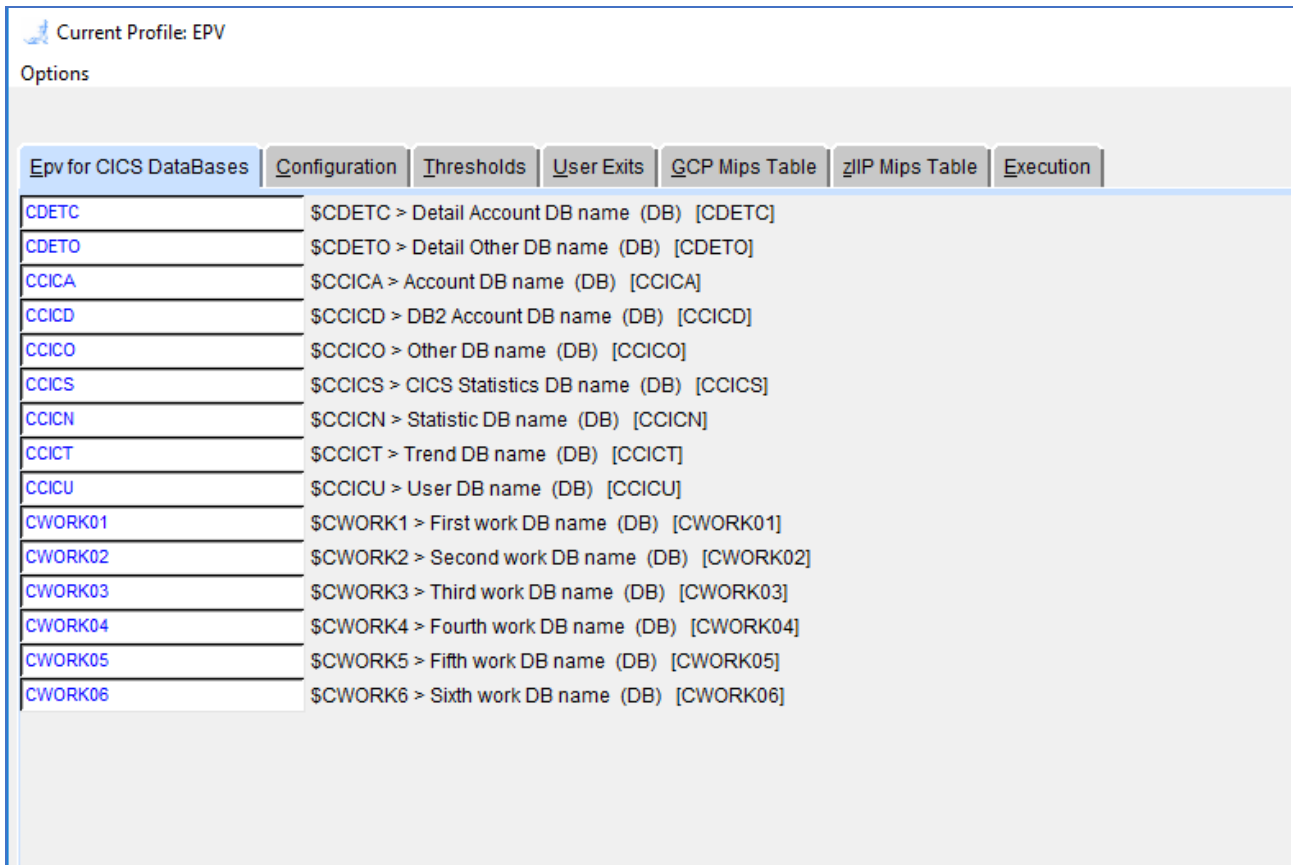 Current Profile: EPV
Options
Epv for CICS DataBases Configuration Thresholds User Exits GCP Mips Table zIIP Mips Table Execution
CDETC $CDETC > Detail Account DB name (DB) [CDETC]
CDETO $CDETO > Detail Other DB name (DB) [CDETO]
CCICA $CCICA > Account DB name (DB) [CCICA]
CCICD $CCICD > DB2 Account DB name (DB) [CCICD]
CCICO $CCICO > Other DB name (DB) [CCICO]
CCICS $CCICS > CICS Statistics DB name (DB) [CCICS]
CCICN $CCICN > Statistic DB name (DB) [CCICN]
CCICT $CCICT > Trend DB name (DB) [CCICT]
CCICU $CCICU > User DB name (DB) [CCICU]
CWORK01 $CWORK1 > First work DB name (DB) [CWORK01]
CWORK02 $CWORK2 > Second work DB name (DB) [CWORK02]
CWORK03 $CWORK3 > Third work DB name (DB) [CWORK03]
CWORK04 $CWORK4 > Fourth work DB name (DB) [CWORK04]
CWORK05 $CWORK5 > Fifth work DB name (DB) [CWORK05]
CWORK06 $CWORK6 > Sixth work DB name (DB) [CWORK06]